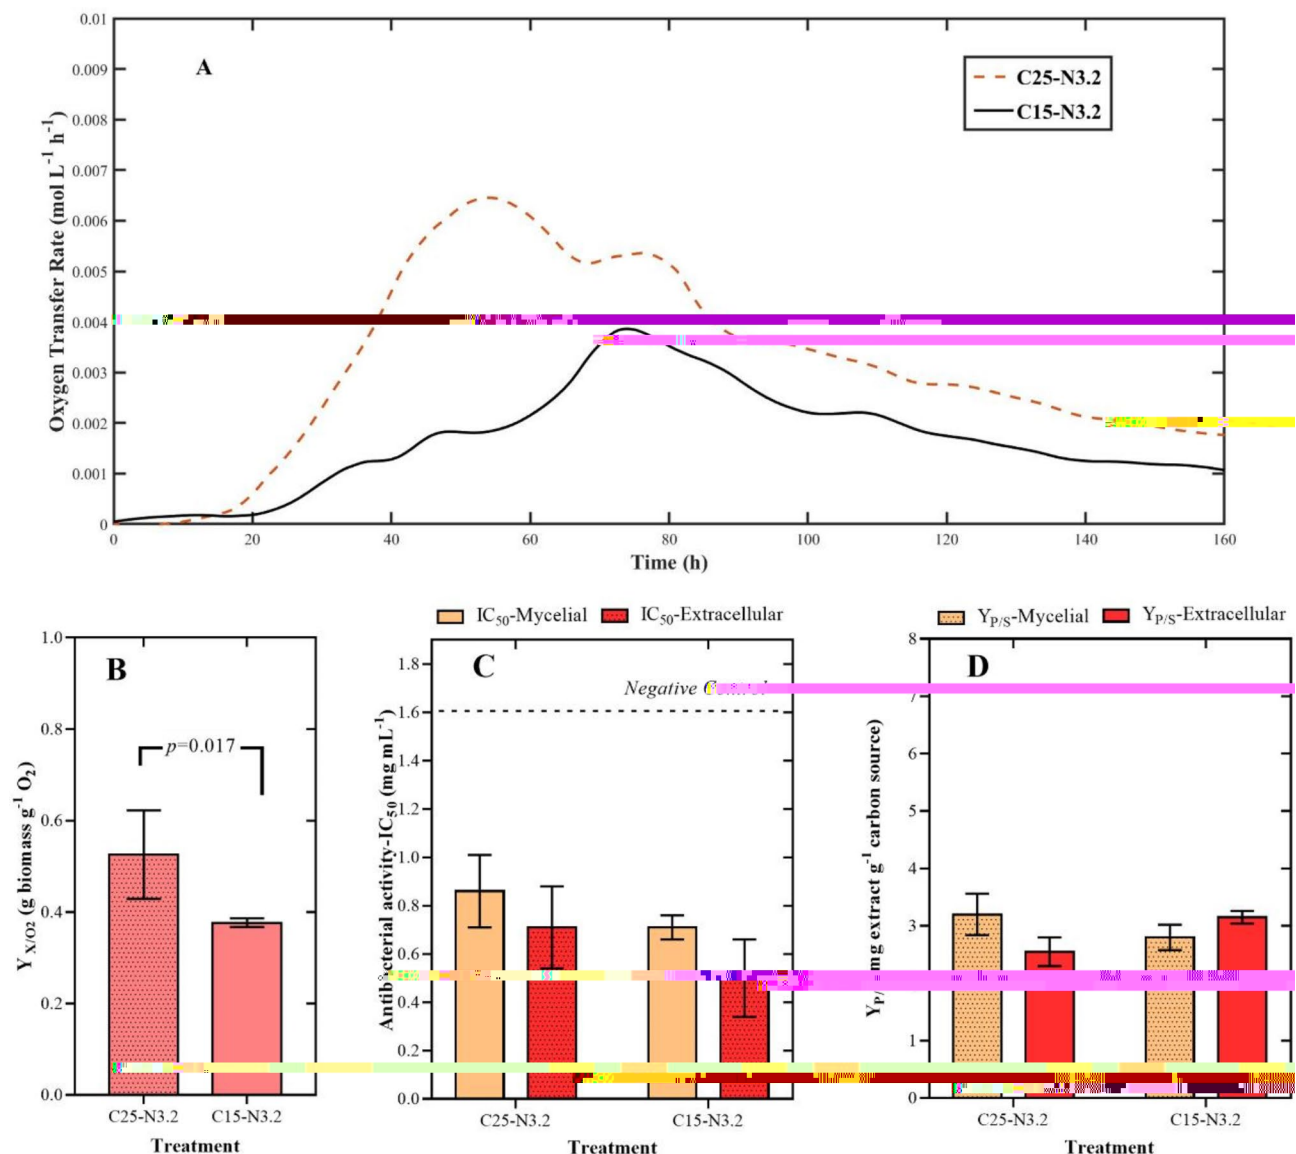 0.01
0.009
0.008
0.007
0.006
0.005
0.004
0.003
0.002
0.001
0
Oxygen Transfer Rate (mol L⁻¹ h⁻¹)
A
C25-N3.2
C15-N3.2
0 20 40 60 80 100 120 140 160
Time (h)
B
1.0
0.8
0.6
0.4
0.2
0.0
Y X/O2 (g biomass g⁻¹ O₂)
p=0.017
C25-N3.2 C15-N3.2
Treatment
IC₅₀-Mycelial IC₅₀-Extracellular
C
1.8
1.6
1.4
1.2
1.0
0.8
0.6
0.4
0.2
0.0
Antibacterial activity-IC₅₀ (mg mL⁻¹)
Negative
C25-N3.2 C15-N3.2
Treatment
Y_P/S-Mycelial Y_P/S-Extracellular
D
8
7
6
5
4
3
1
0
mg extract g⁻¹ carbon source)
C25-N3.2 C15-N3.2
Treatment